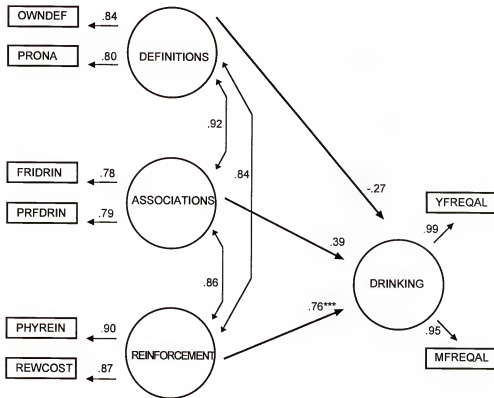 OWNDEF .84
PRONA .80
DEFINITIONS
.92
.84
-.27
FRIDRIN .78
PRFDRIN .79
ASSOCIATIONS
.39
YFREQAL
.99
DRINKING
.86
.76***
.95
MFREQAL
PHYREIN .90
REWCOST .87
REINFORCEMENT